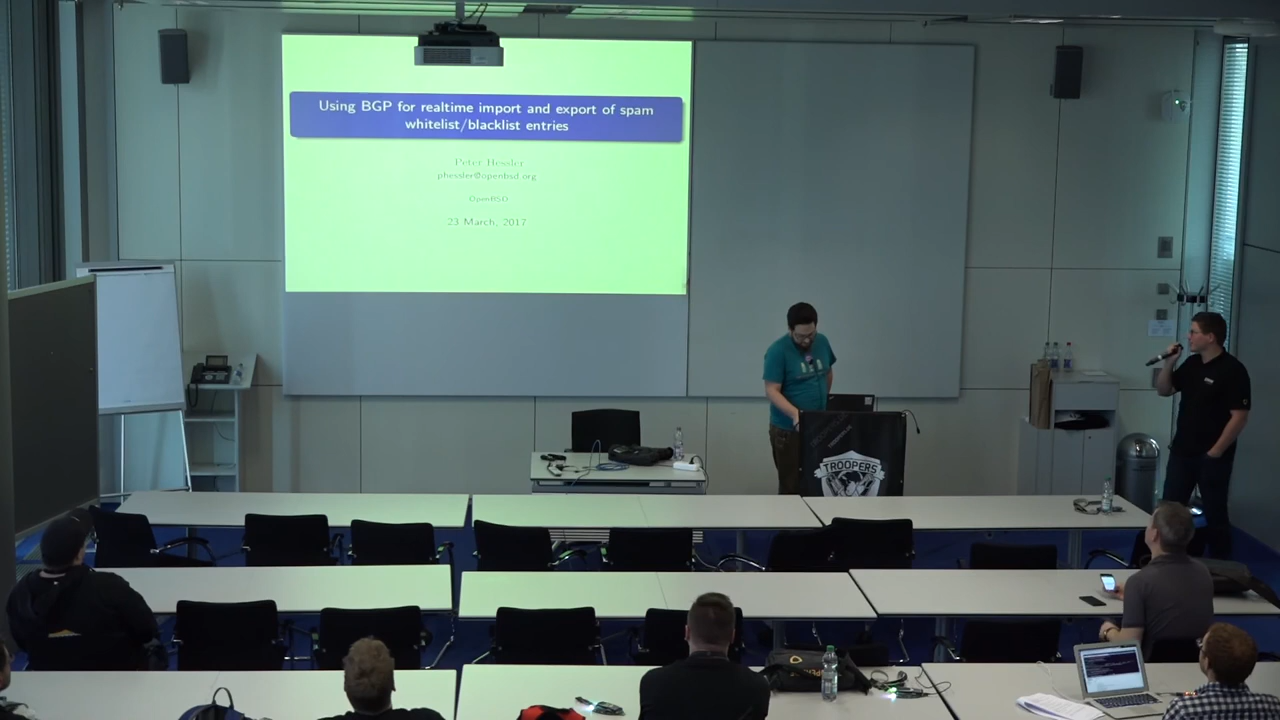 Using BGP for realtime import and export of spam
whitelist/blacklist entries
Peter Hessler
phessler@openbsd.org
OpenBSD
23 March, 2017
TROOPERS